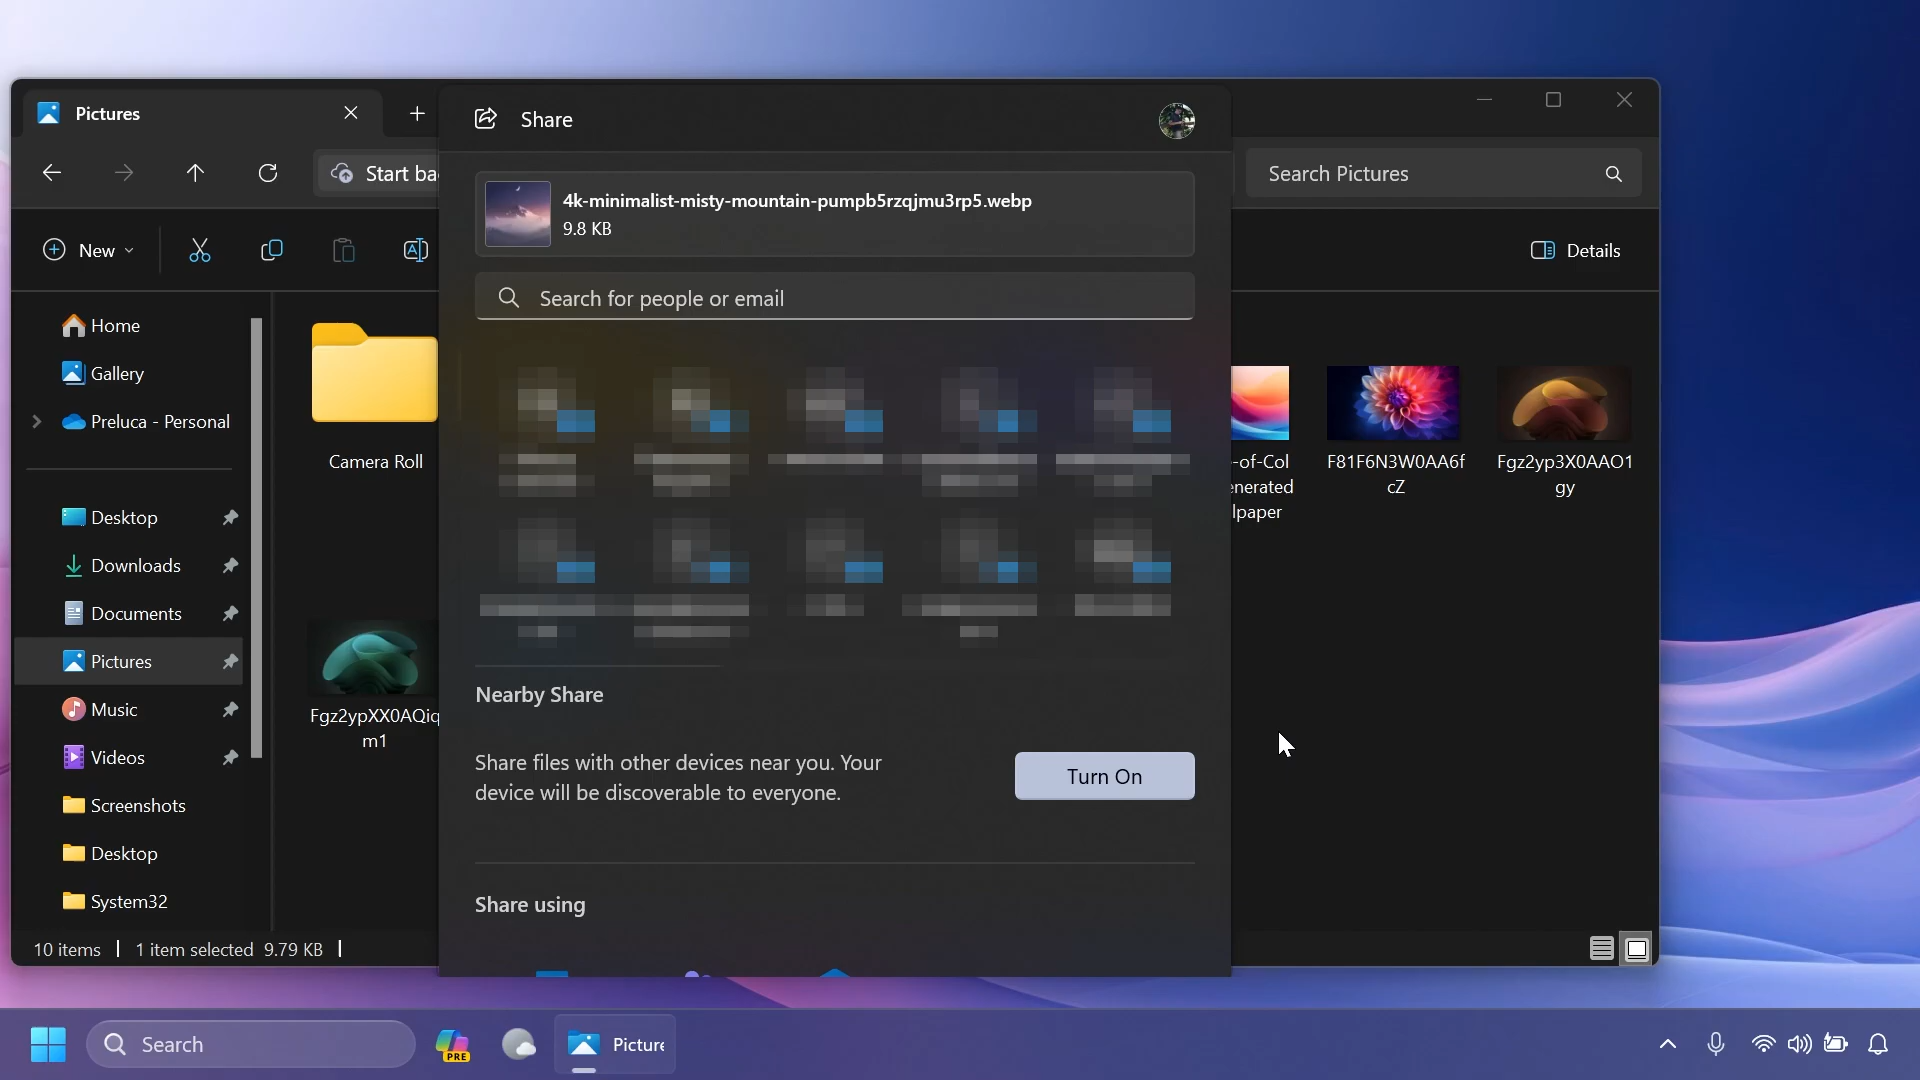 Pictures
Share
Start ba
Search Pictures
4k-minimalist-misty-mountain-pumpb5rzqjmu3rp5.webp
9.8 KB
New
Details
Search for people or email
Home
Gallery
Preluca - Personal
Desktop
Downloads
Documents
Pictures
Music
Videos
Screenshots
Desktop
System32
Camera Roll
-of-Col
enerated
lpaper
F81F6N3W0AA6f
cZ
Fgz2yp3X0AAO1
gy
Fgz2ypXX0AQiq
m1
Nearby Share
Share files with other devices near you. Your
device will be discoverable to everyone.
Turn On
Share using
10 items
1 item selected 9.79 KB
Search
PRE
Picture